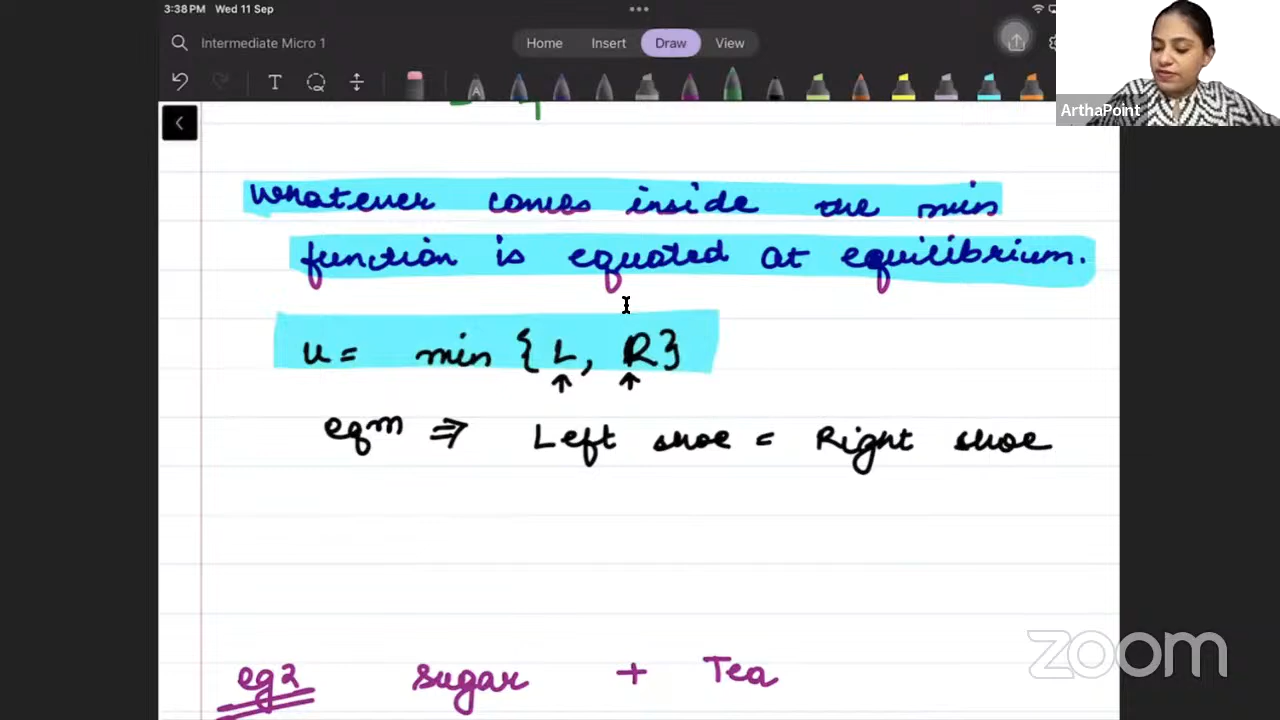 3:38 PM Wed 11 Sep
Intermediate Micro 1
Home Insert Draw View
ArthaPoint
Whatever comes inside the min
function is equated at equilibrium.
u = min {L, R}
eqm ⇒ Left shoe = Right shoe
eg2 sugar + Tea
zoom